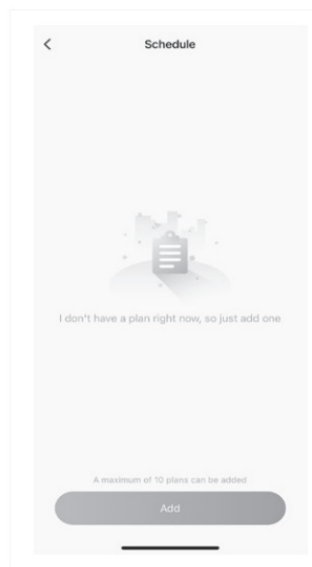 Schedule
I don't have a plan right now, so just add one
A maximum of 10 plans can be added
Add